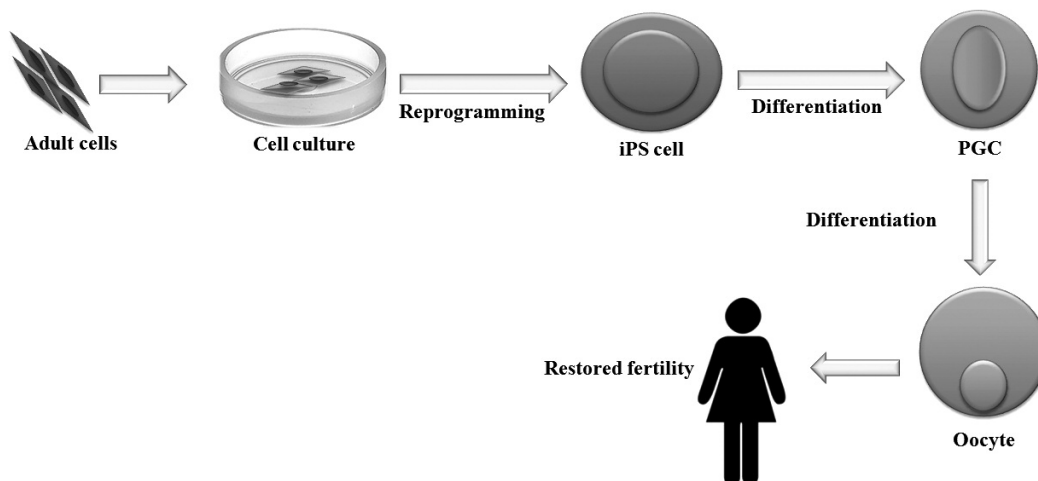 Adult cells
Cell culture
Reprogramming
iPS cell
Differentiation
PGC
Differentiation
Restored fertility
Oocyte